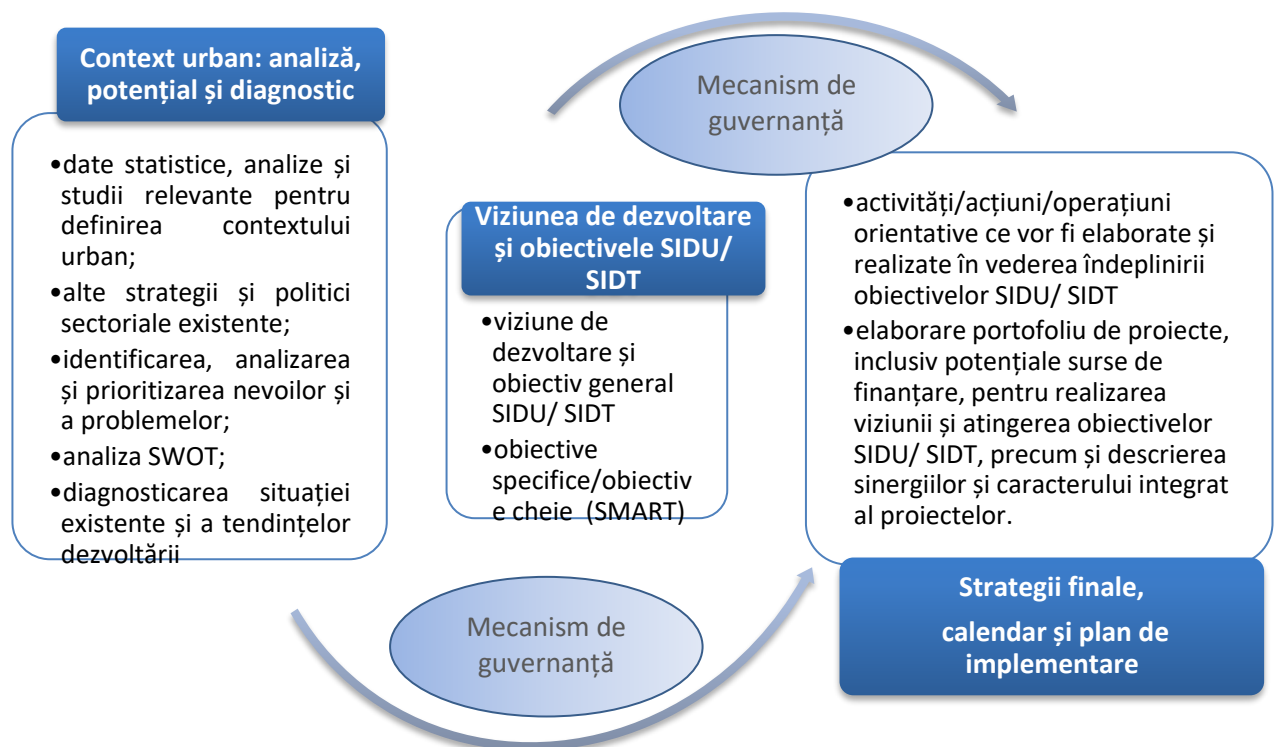 Context urban: analiză,
potențial și diagnostic
•date statistice, analize și
studii relevante pentru
definirea contextului
urban;
•alte strategii și politici
sectoriale existente;
•identificarea, analizarea
și prioritizarea nevoilor și
a problemelor;
•analiza SWOT;
•diagnosticarea situației
existente și a tendințelor
dezvoltării
Mecanism de
guvernanță
Viziunea de dezvoltare
și obiectivele SIDU/
SIDT
•viziune de
dezvoltare și
obiectiv general
SIDU/ SIDT
•obiective
specifice/obiectiv
e cheie (SMART)
Mecanism de
guvernanță
•activități/acțiuni/operațiuni
orientative ce vor fi elaborate și
realizate în vederea îndeplinirii
obiectivelor SIDU/ SIDT
•elaborare portofoliu de proiecte,
inclusiv potențiale surse de
finanțare, pentru realizarea
viziunii și atingerea obiectivelor
SIDU/ SIDT, precum și descrierea
sinergiilor și caracterului integrat
al proiectelor.
Strategii finale,
calendar și plan de
implementare